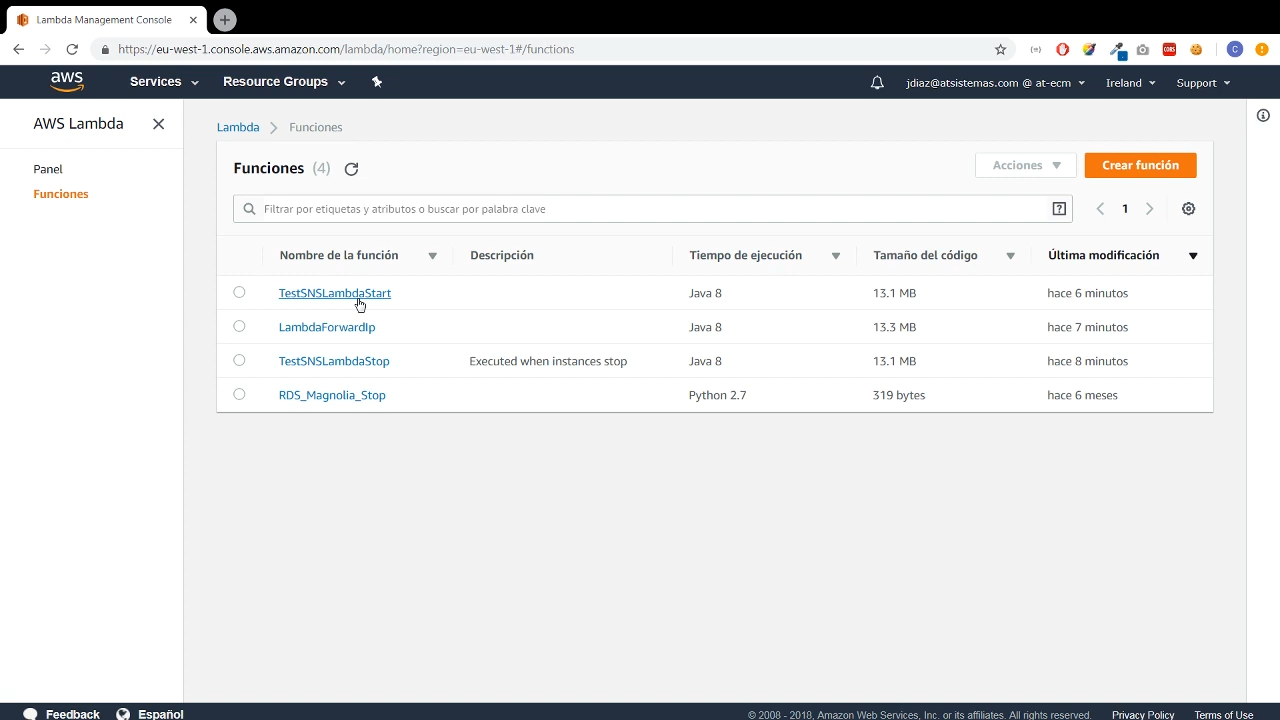 Lambda Management Console
https://eu-west-1.console.aws.amazon.com/lambda/home?region=eu-west-1#/functions
CORS
C
aws
Services
Resource Groups
jdiaz@atsistemas.com @ at-ecm
Ireland
Support
AWS Lambda
Panel
Funciones
Lambda > Funciones
Funciones (4)
Acciones
Crear función
Filtrar por etiquetas y atributos o buscar por palabra clave
1
Nombre de la función Descripción Tiempo de ejecución Tamaño del código Última modificación
TestSNSLambdaStart Java 8 13.1 MB hace 6 minutos
LambdaForwardIp Java 8 13.3 MB hace 7 minutos
TestSNSLambdaStop Executed when instances stop Java 8 13.1 MB hace 8 minutos
RDS_Magnolia_Stop Python 2.7 319 bytes hace 6 meses
Feedback
Español
© 2008 - 2018, Amazon Web Services, Inc. or its affiliates. All rights reserved.
Privacy Policy
Terms of Use